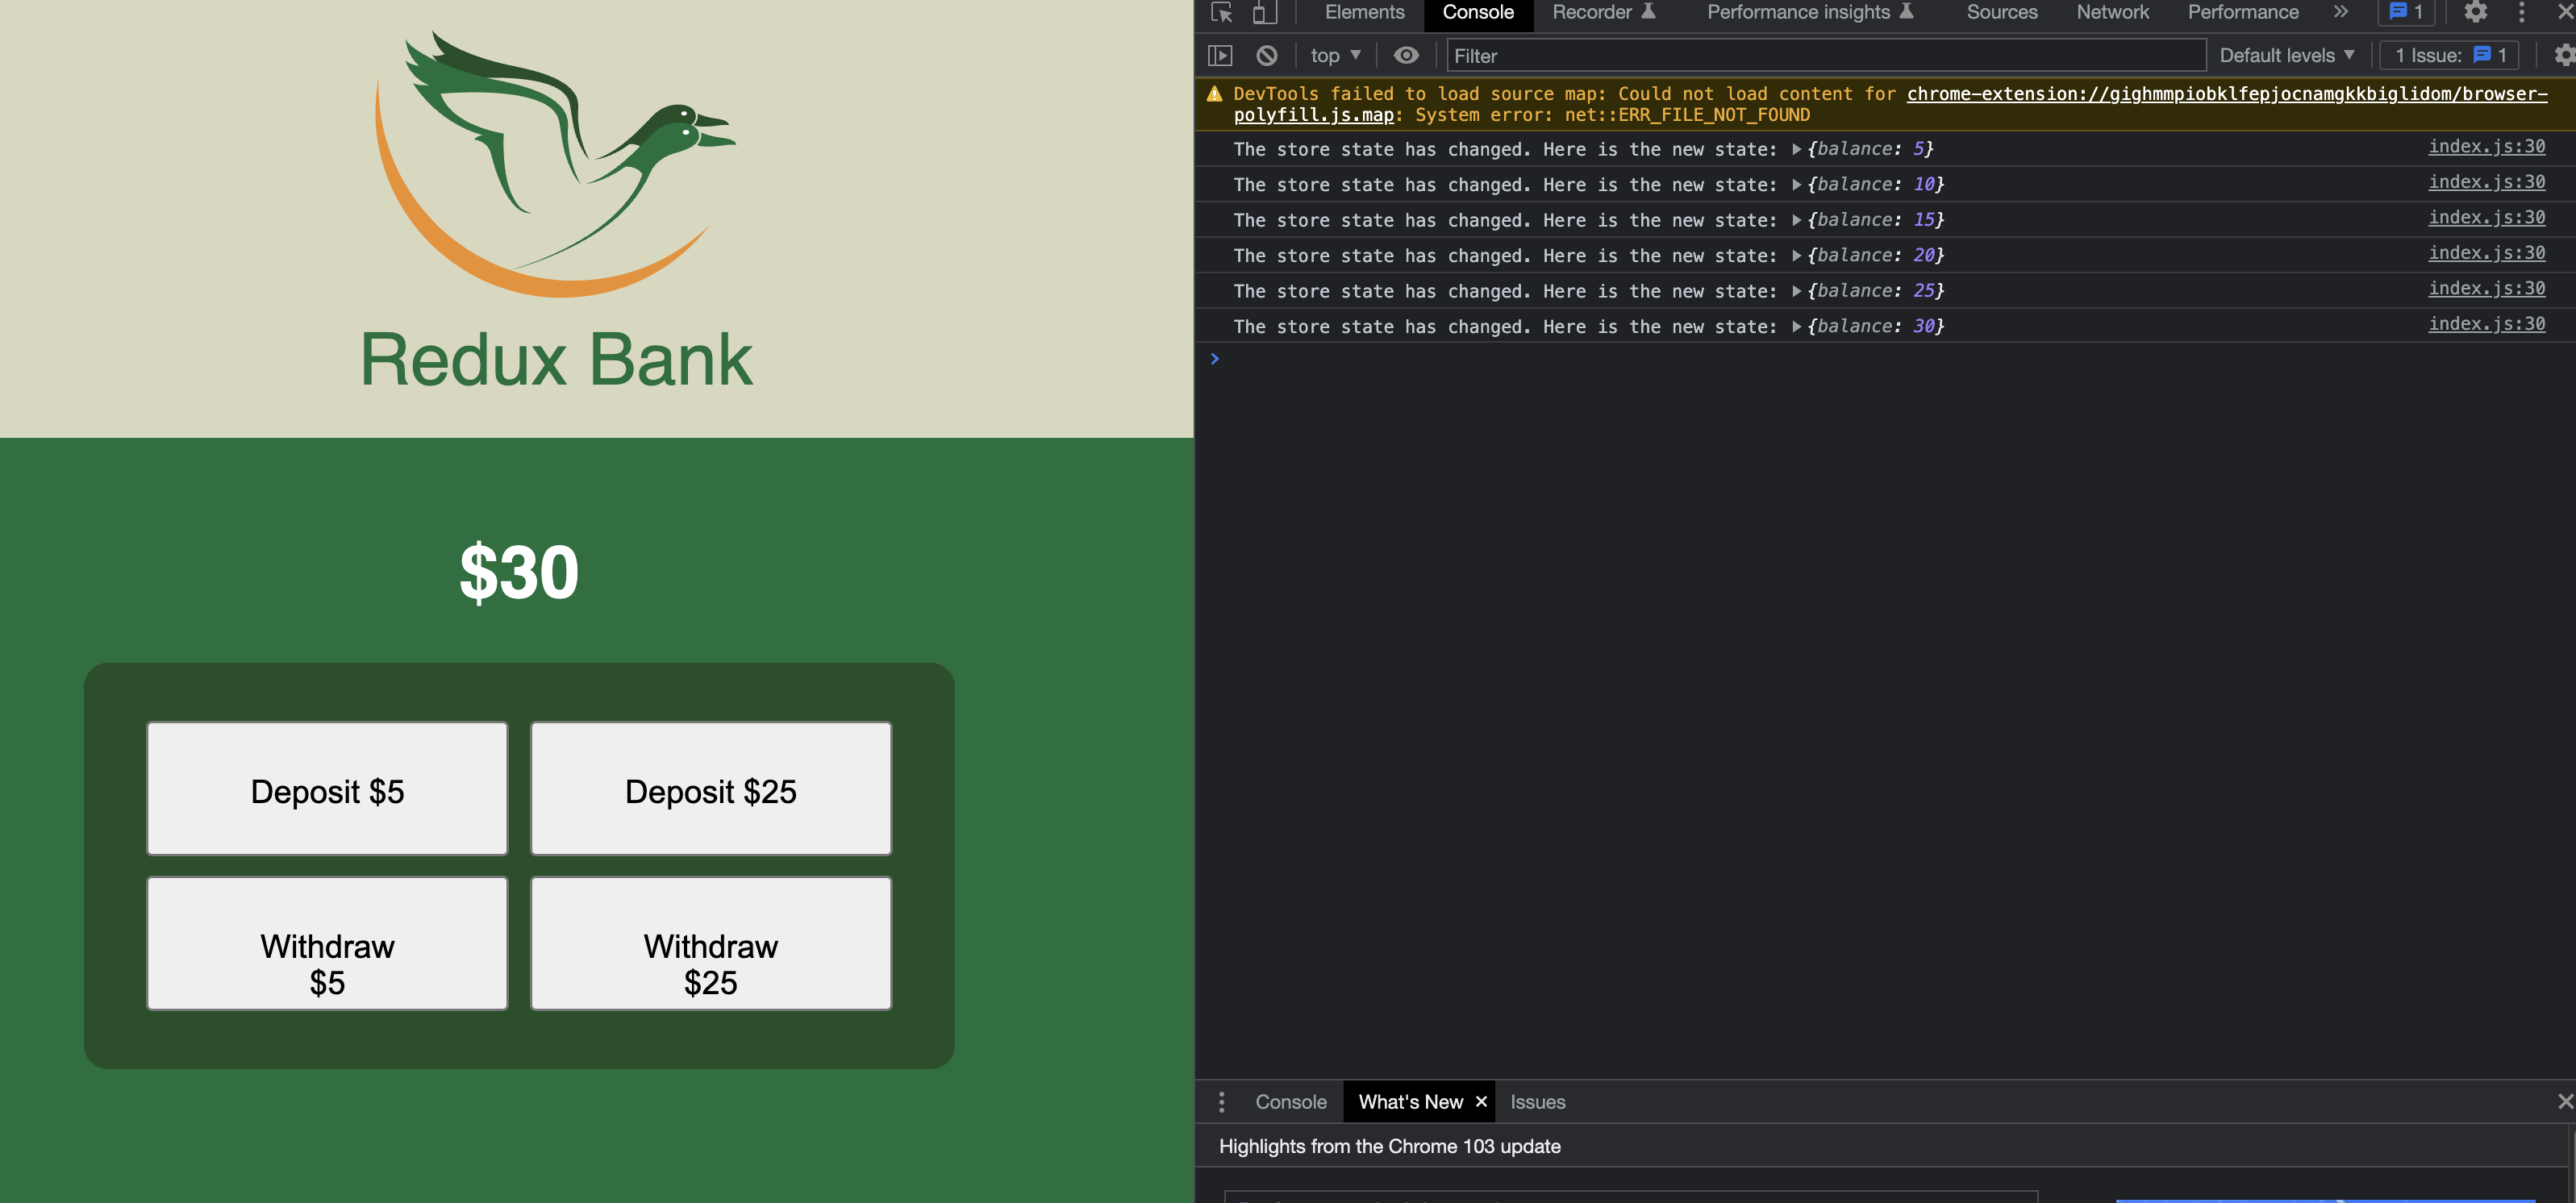 Redux Bank
$30
Deposit $5
Deposit $25
Withdraw
$5
Withdraw
$25
Elements Console Recorder Performance insights Sources Network Performance 1
top Filter Default levels 1 Issue: 1
DevTools failed to load source map: Could not load content for chrome-extension://gighmmpiobklfepjocnamgkkbiglidom/browser-
polyfill.js.map: System error: net::ERR_FILE_NOT_FOUND
The store state has changed. Here is the new state: {balance: 5} index.js:30
The store state has changed. Here is the new state: {balance: 10} index.js:30
The store state has changed. Here is the new state: {balance: 15} index.js:30
The store state has changed. Here is the new state: {balance: 20} index.js:30
The store state has changed. Here is the new state: {balance: 25} index.js:30
The store state has changed. Here is the new state: {balance: 30} index.js:30
Console What's New Issues
Highlights from the Chrome 103 update